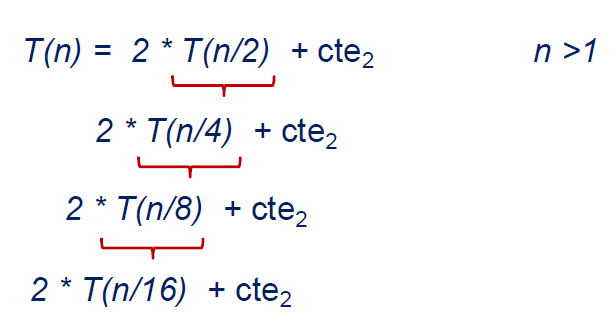 T(n) = 2 * T(n/2) + cte₂ n >1
2 * T(n/4) + cte₂
2 * T(n/8) + cte₂
2 * T(n/16) + cte₂